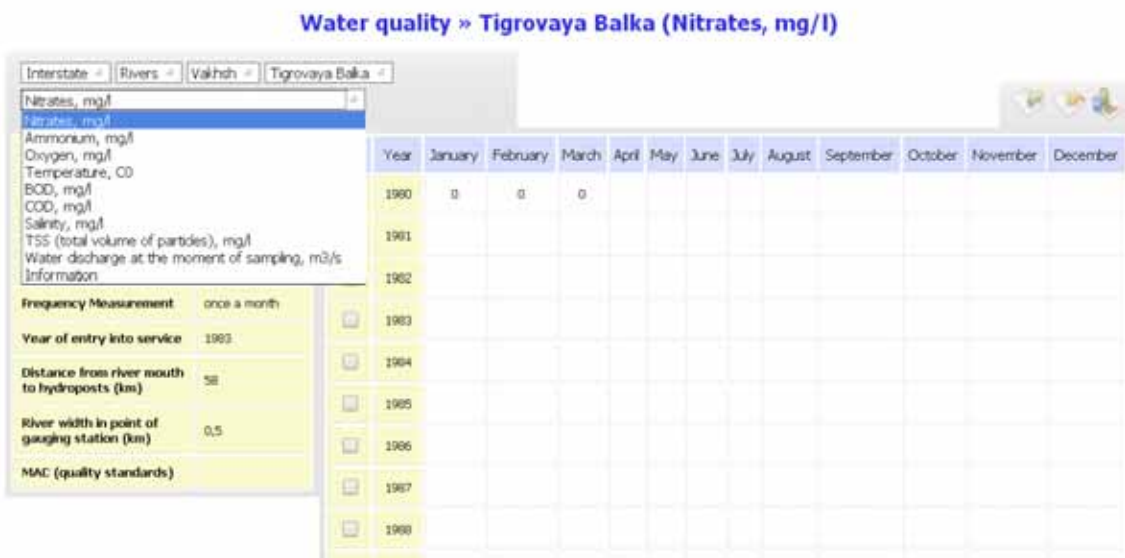 Water quality » Tigrovaya Balka (Nitrates, mg/l)
Interstate Rivers Vakhsh Tigrovaya Balka
Nitrates, mg/l
Nitrates, mg/l
Ammonium, mg/l
Oxygen, mg/l
Temperature, C0
BOD, mg/l
COD, mg/l
Salinity, mg/l
TSS (total volume of particles), mg/l
Water discharge at the moment of sampling, m3/s
Information
Frequency Measurement once a month
Year of entry into service 1983
Distance from river mouth
to hydroposts (km) 58
River width in point of
gauging station (km) 0,5
MAC (quality standards)
Year January February March April May June July August September October November December
1980 0 0 0
1981
1982
1983
1984
1985
1986
1987
1988